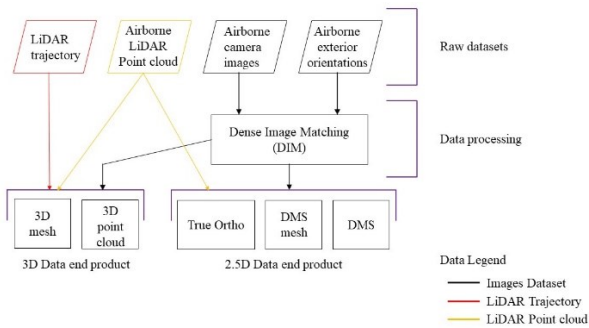 LiDAR
trajectory
Airborne
LiDAR
Point cloud
Airborne
camera
images
Airborne
exterior
orientations
Raw datasets
Dense Image Matching
(DIM)
Data processing
3D
mesh
3D
point
cloud
True Ortho
DMS
mesh
DMS
3D Data end product
2.5D Data end product
Data Legend
Images Dataset
LiDAR Trajectory
LiDAR Point cloud